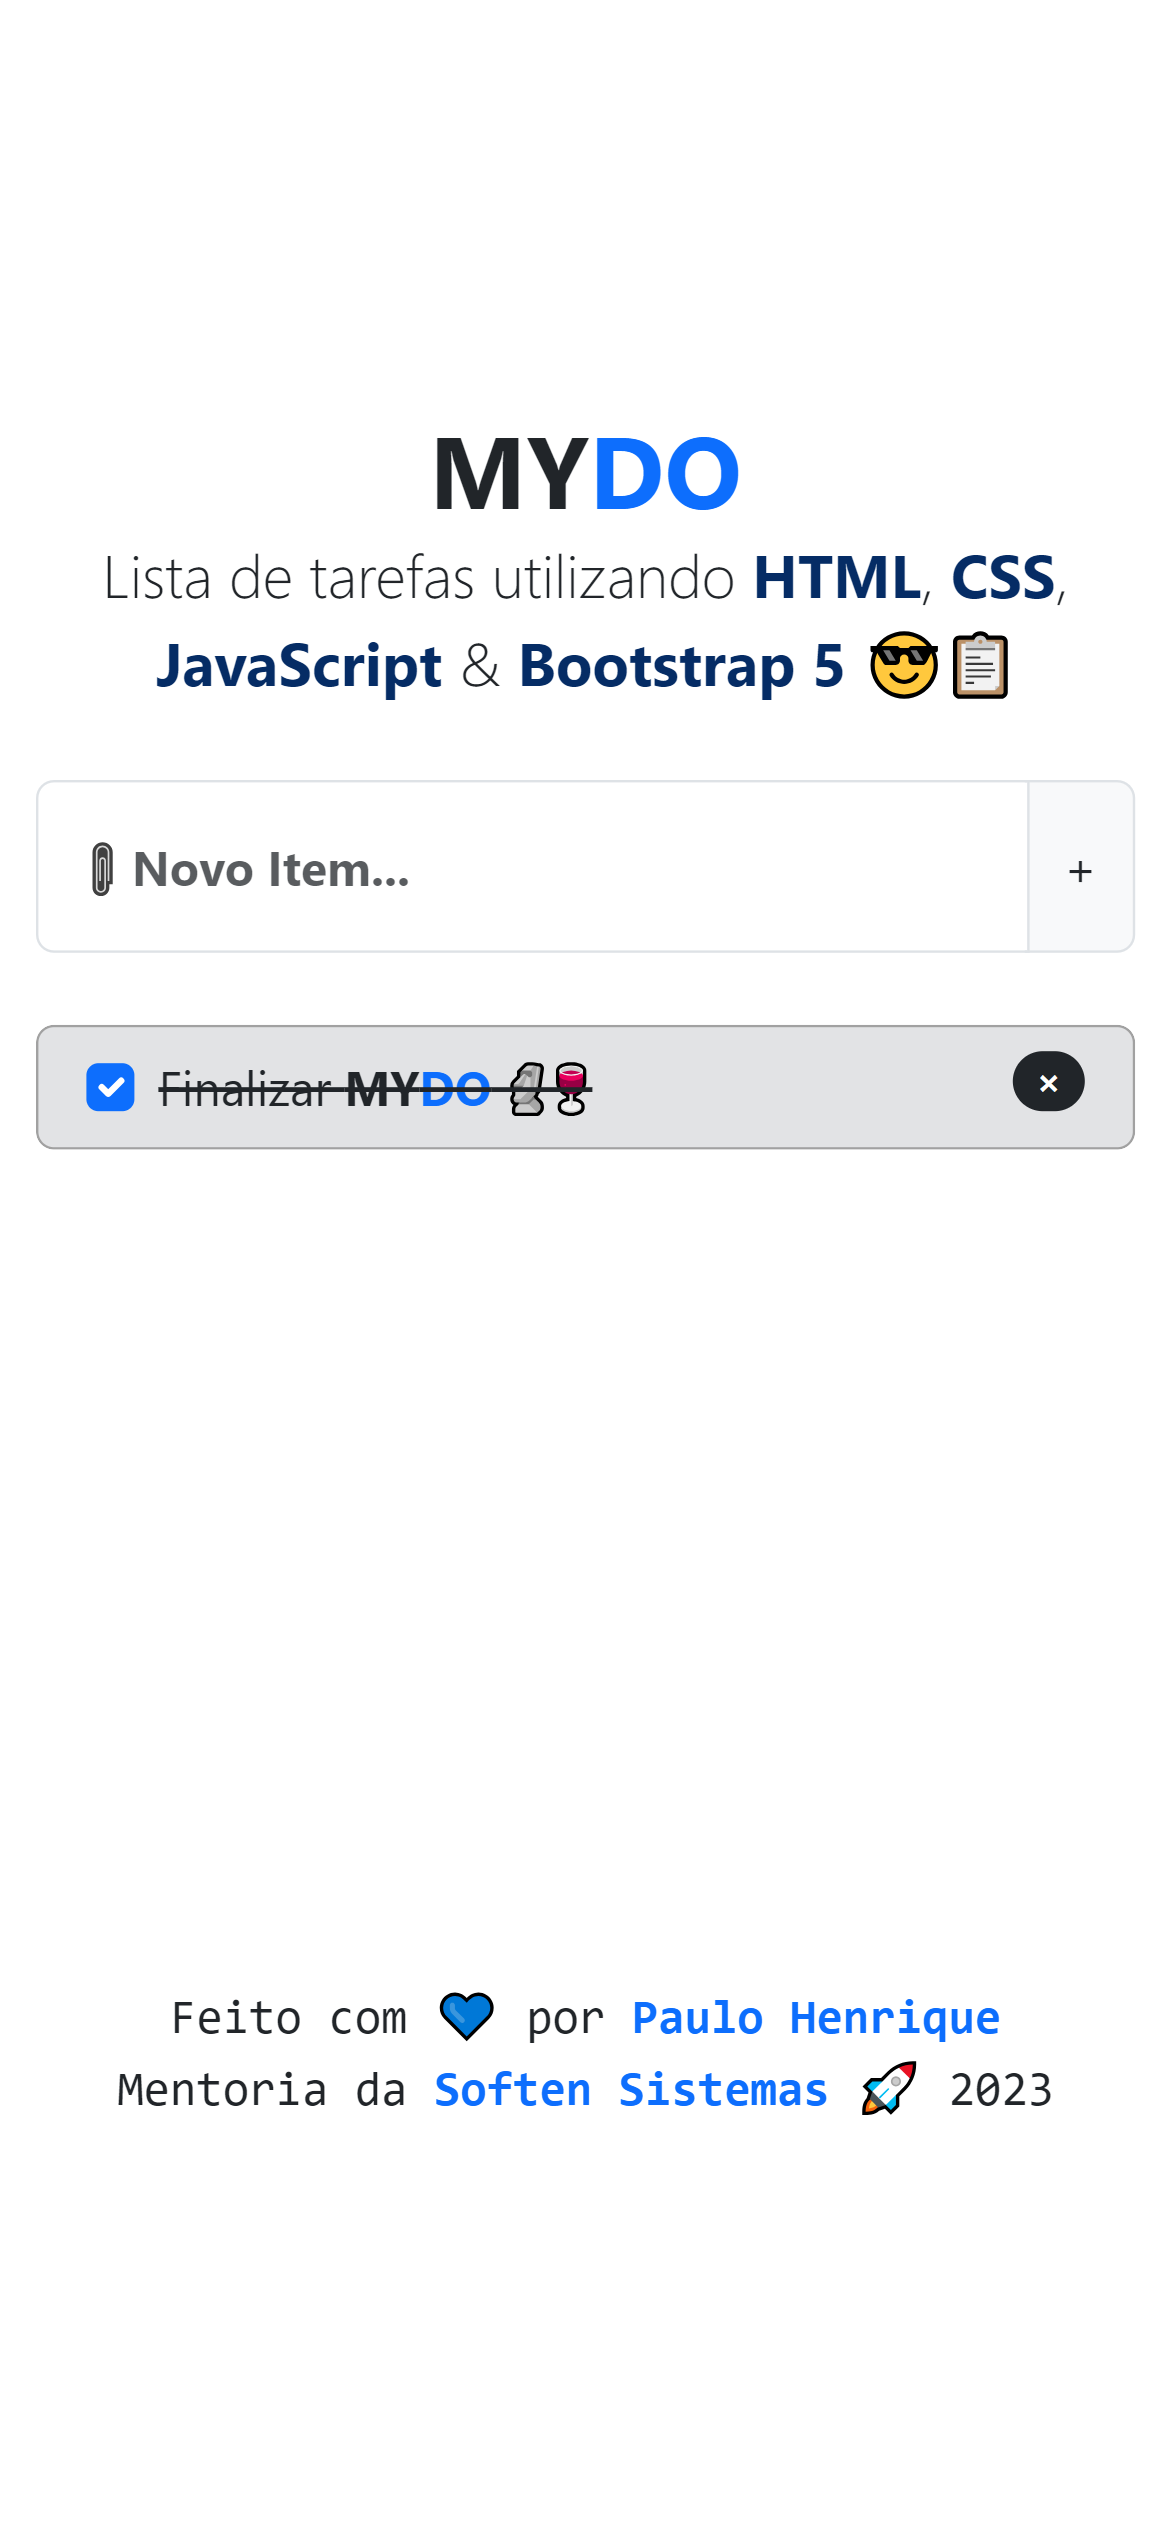 MYDO
Lista de tarefas utilizando HTML, CSS,
JavaScript & Bootstrap 5 😎📋
📎 Novo Item...
+
Finalizar MYDO 🗿🍷
×
Feito com 💙 por Paulo Henrique
Mentoria da Soften Sistemas 🚀 2023